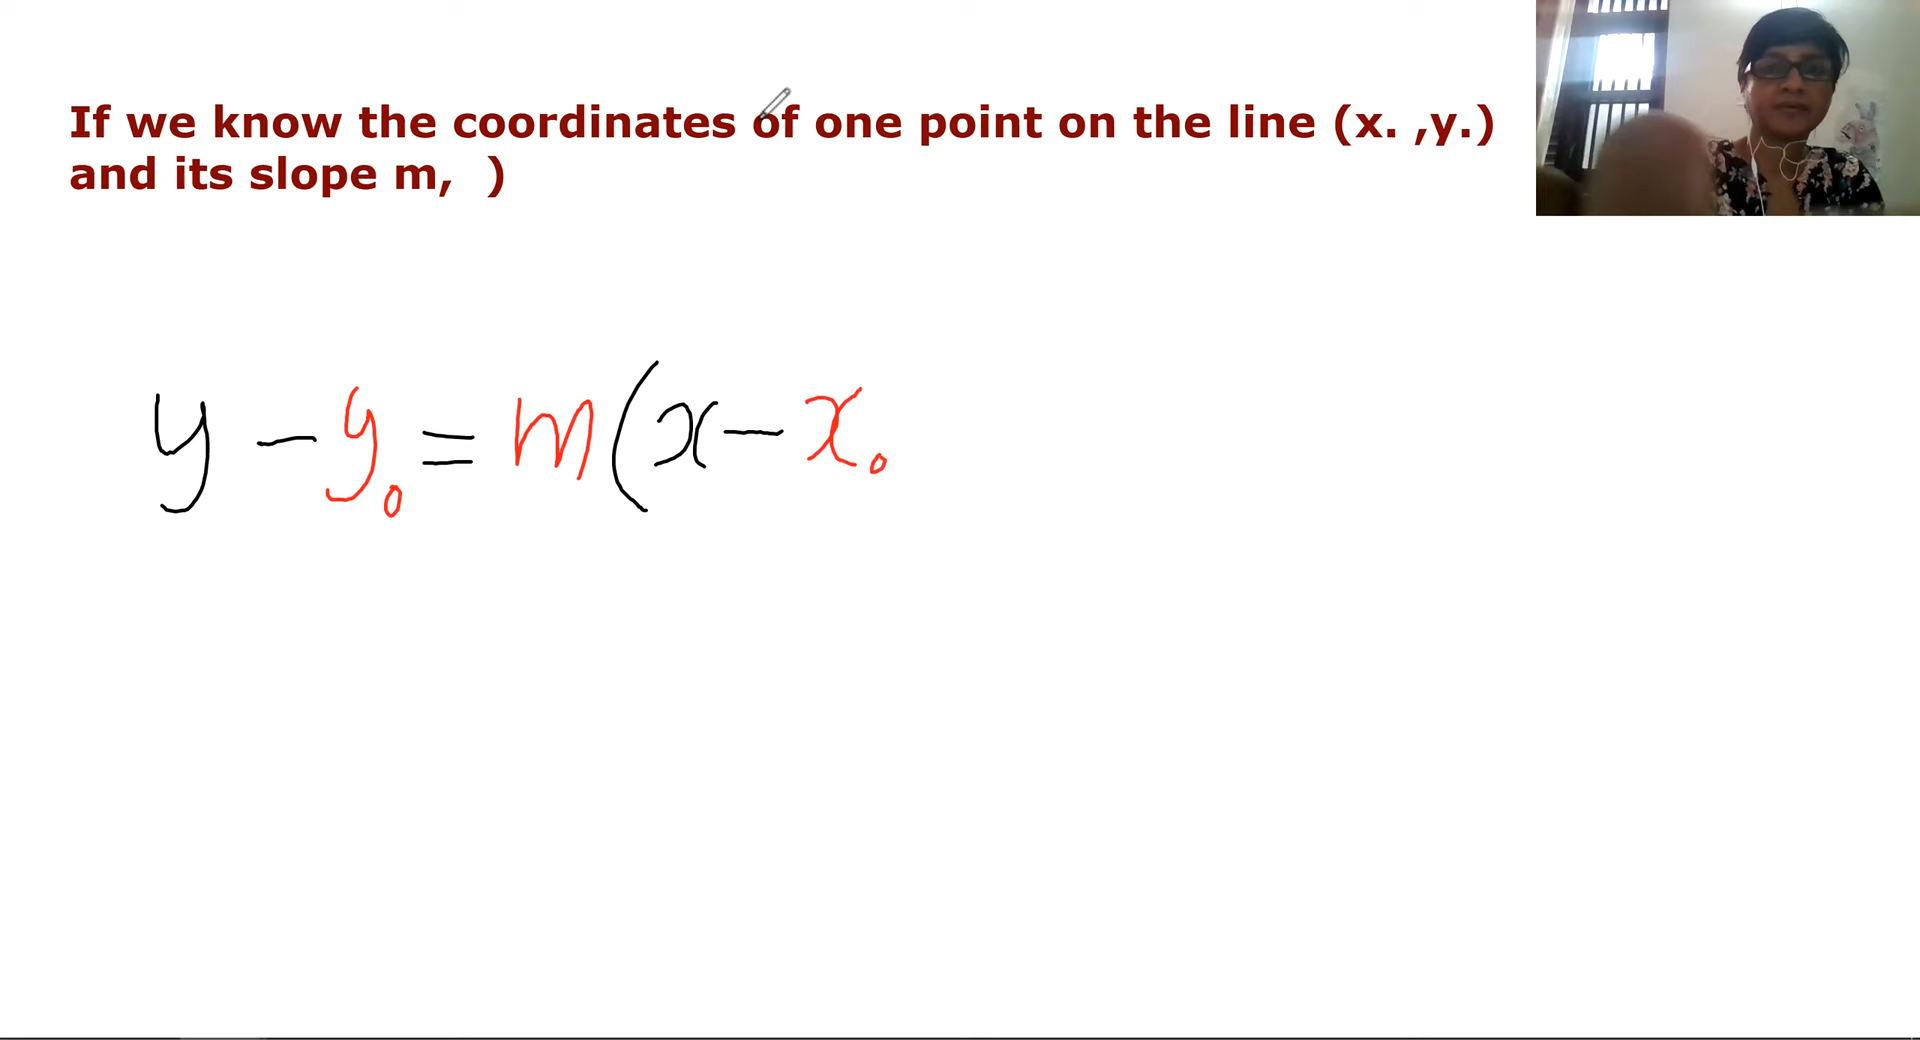 If we know the coordinates of one point on the line (x. ,y.)
and its slope m,  )
y - y₀ = m(x - x₀